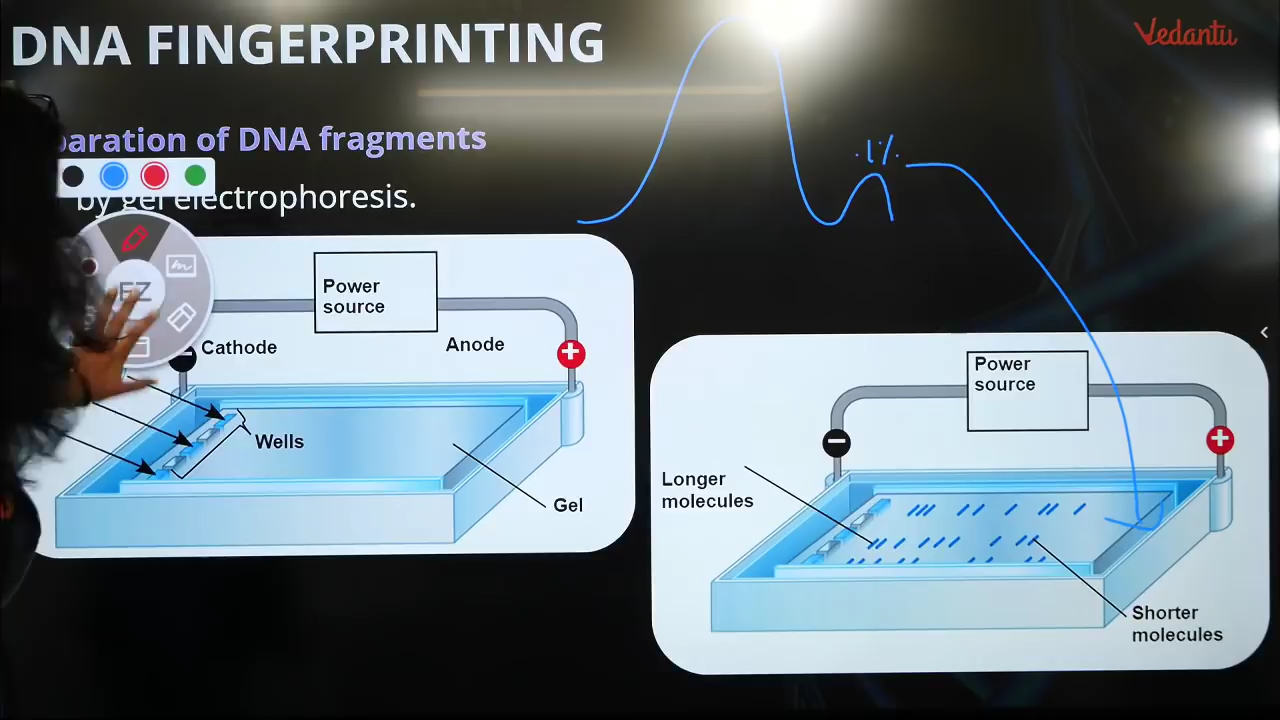 DNA FINGERPRINTING
Vedantu
paration of DNA fragments
by gel electrophoresis.
.1%.
Power
source
Cathode
Anode
Wells
Gel
Power
source
Longer
molecules
Shorter
molecules